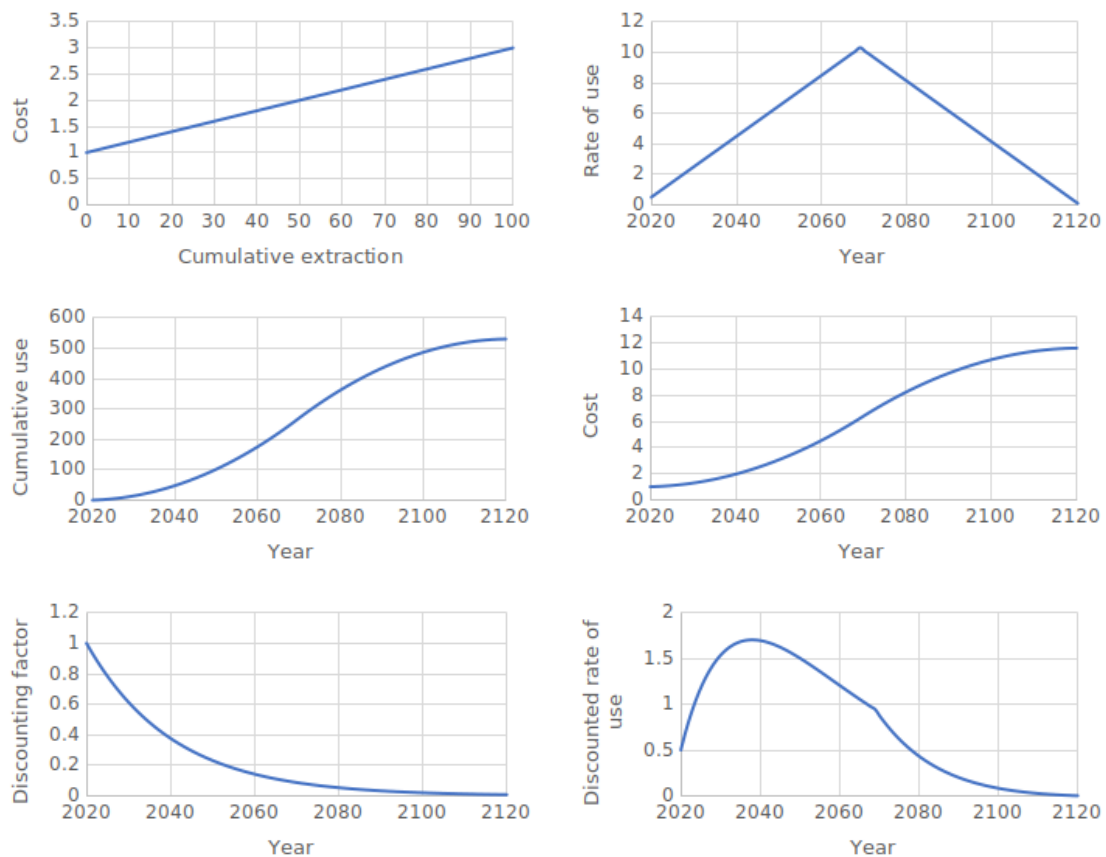 3.5
3
2.5
2
1.5
1
0.5
0
0 10 20 30 40 50 60 70 80 90 100
Cost
Cumulative extraction
12
10
8
6
4
2
0
2020 2040 2060 2080 2100 2120
Rate of use
Year
600
500
400
300
200
100
0
2020 2040 2060 2080 2100 2120
Cumulative use
Year
14
12
10
8
6
4
2
0
2020 2040 2060 2080 2100 2120
Cost
Year
1.2
1
0.8
0.6
0.4
0.2
0
2020 2040 2060 2080 2100 2120
Discounting factor
Year
2
1.5
1
0.5
0
2020 2040 2060 2080 2100 2120
Discounted rate of
use
Year